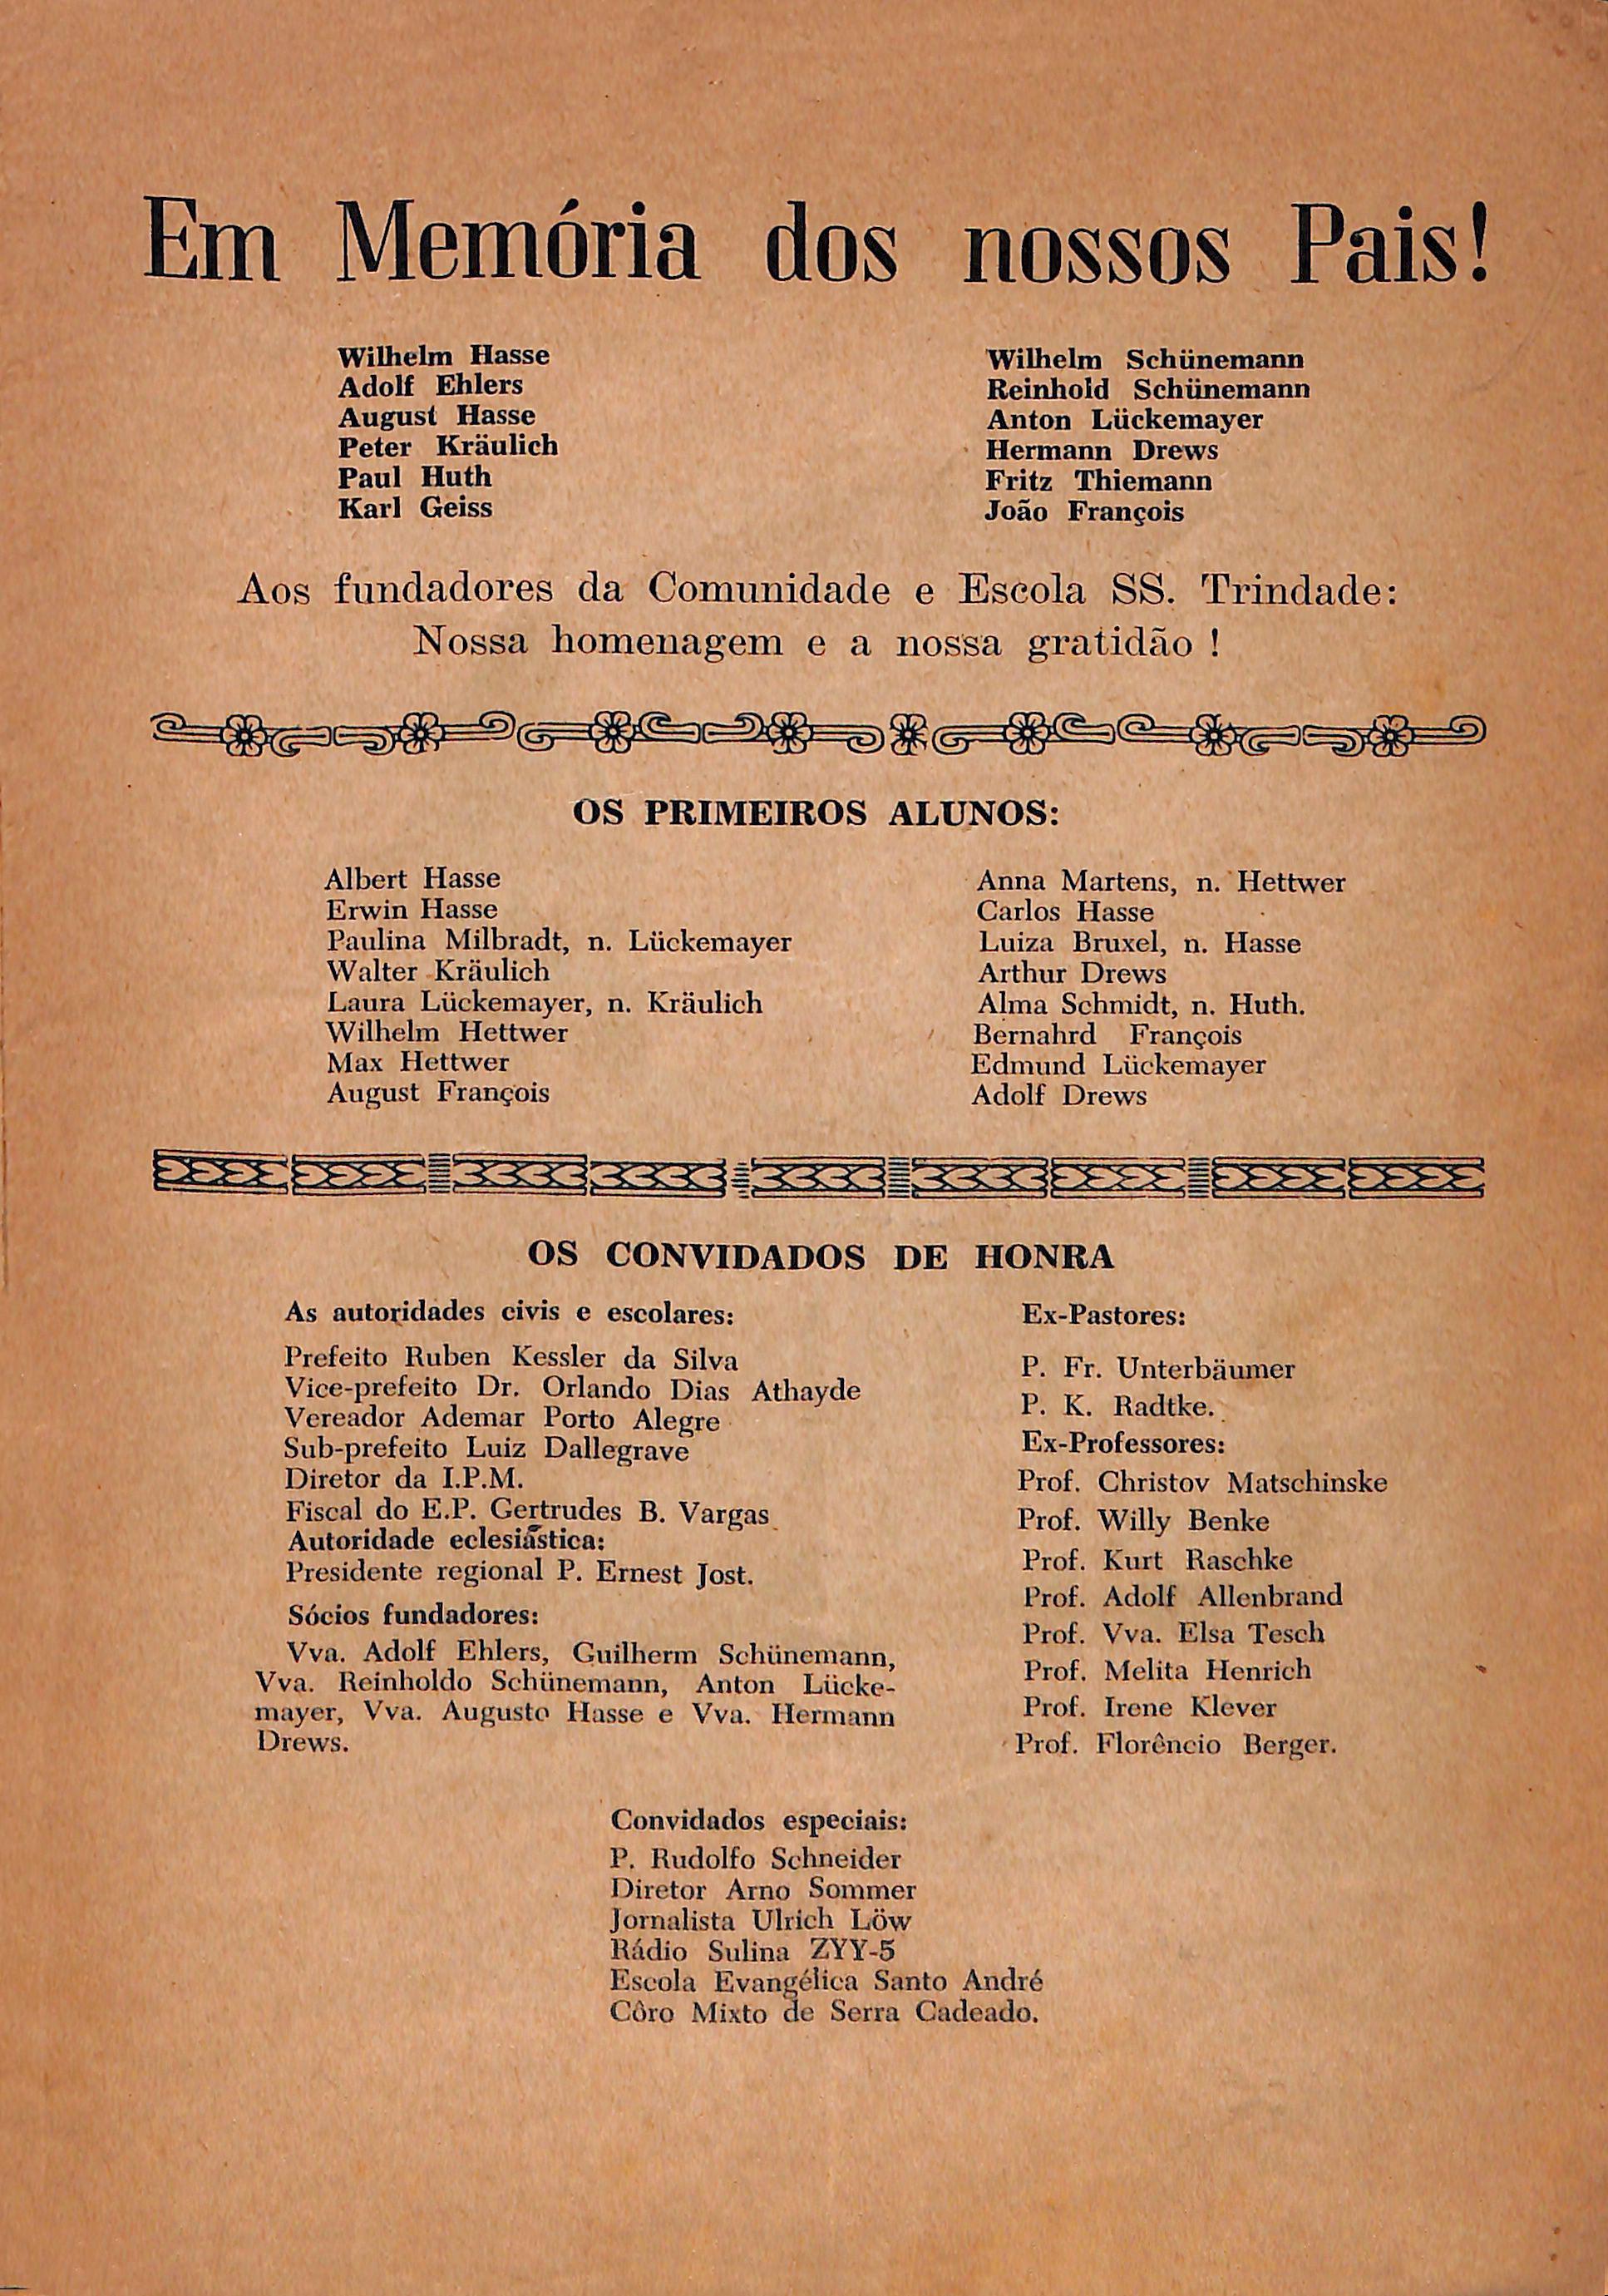 Em Memória dos nossos Pais!
Wilhelm Hasse
Adolf Ehlers
August Hasse
Peter Kräulich
Paul Huth
Karl Geiss
Wilhelm Schünemann
Reinhold Schünemann
Anton Lückemayer
Hermann Drews
Fritz Thiemann
João François
Aos fundadores da Comunidade e Escola SS. Trindade:
Nossa homenagem e a nossa gratidão !
OS PRIMEIROS ALUNOS:
Albert Hasse
Erwin Hasse
Paulina Milbradt, n. Lückemayer
Walter Kräulich
Laura Lückemayer, n. Kräulich
Wilhelm Hettwer
Max Hettwer
August François
Anna Martens, n. Hettwer
Carlos Hasse
Luiza Bruxel, n. Hasse
Arthur Drews
Alma Schmidt, n. Huth.
Bernahrd François
Edmund Lückemayer
Adolf Drews
OS CONVIDADOS DE HONRA
As autoridades civis e escolares:
Prefeito Ruben Kessler da Silva
Vice-prefeito Dr. Orlando Dias Athayde
Vereador Ademar Porto Alegre
Sub-prefeito Luiz Dallegrave
Diretor da I.P.M.
Fiscal do E.P. Gertrudes B. Vargas
Autoridade eclesiástica:
Presidente regional P. Ernest Jost.
Sócios fundadores:
Vva. Adolf Ehlers, Guilherm Schünemann,
Vva. Reinholdo Schünemann, Anton Lücke-
mayer, Vva. Augusto Hasse e Vva. Hermann
Drews.
Ex-Pastores:
P. Fr. Unterbäumer
P. K. Radtke.
Ex-Professores:
Prof. Christov Matschinske
Prof. Willy Benke
Prof. Kurt Raschke
Prof. Adolf Allenbrand
Prof. Vva. Elsa Tesch
Prof. Melita Henrich
Prof. Irene Klever
Prof. Florêncio Berger.
Convidados especiais:
P. Rudolfo Schneider
Diretor Arno Sommer
Jornalista Ulrich Löw
Rádio Sulina ZYY-5
Escola Evangélica Santo André
Côro Mixto de Serra Cadeado.